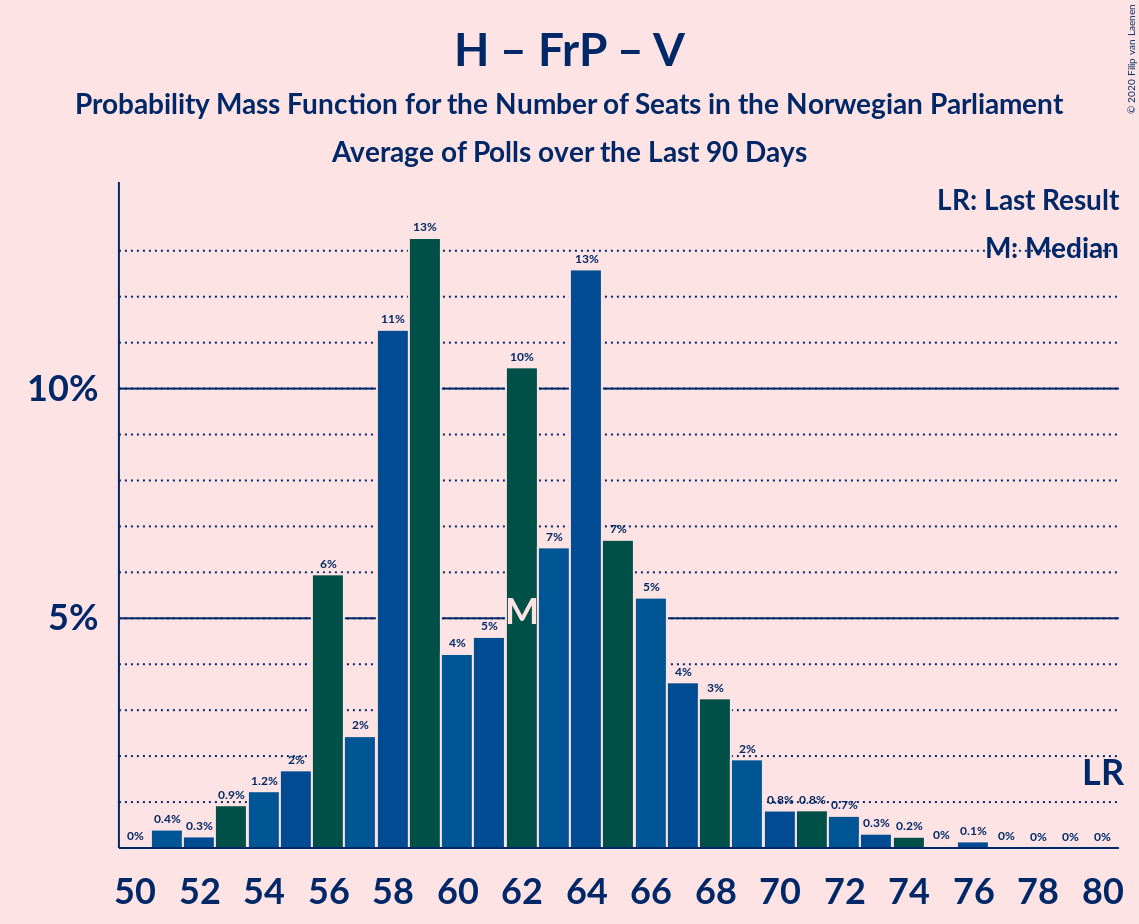 H – FrP – V
Probability Mass Function for the Number of Seats in the Norwegian Parliament
Average of Polls over the Last 90 Days
© 2020 Filip van Laenen
LR: Last Result
M: Median
10%
5%
0% 0.4% 0.3% 0.9% 1.2% 2% 6% 2% 11% 13% 4% 5% 10% 7% 13% 7% 5% 4% 3% 2% 0.8% 0.8% 0.7% 0.3% 0.2% 0% 0.1% 0% 0% 0% 0%
M
LR
50 52 54 56 58 60 62 64 66 68 70 72 74 76 78 80